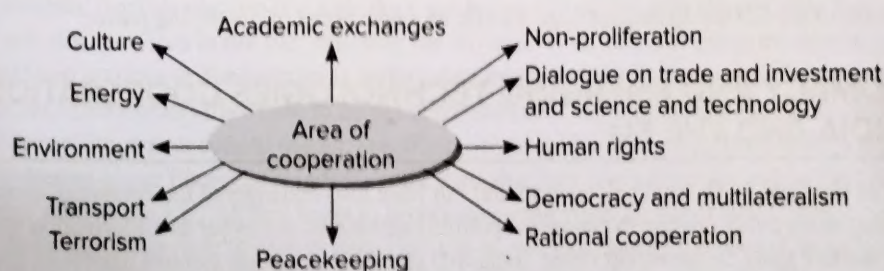 Academic exchanges
Culture
Energy
Environment
Transport
Terrorism
Area of
cooperation
Non-proliferation
Dialogue on trade and investment
and science and technology
Human rights
Democracy and multilateralism
Rational cooperation
Peacekeeping